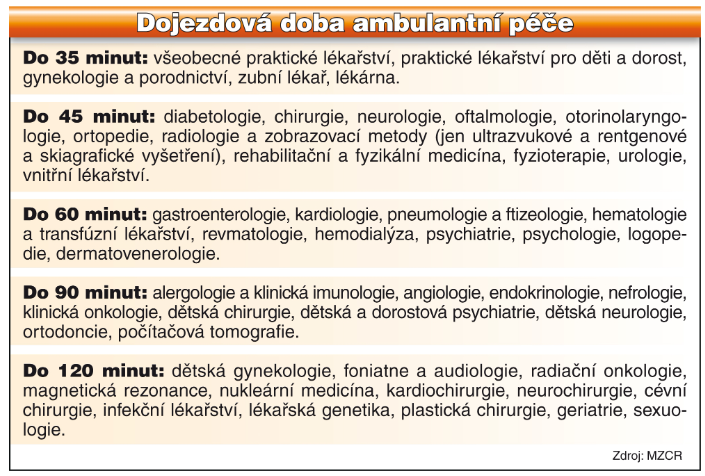 Dojezdová doba ambulantní péče
Do 35 minut: všeobecné praktické lékařství, praktické lékařství pro děti a dorost,
gynekologie a porodnictví, zubní lékař, lékárna.
Do 45 minut: diabetologie, chirurgie, neurologie, oftalmologie, otorinolaryngo-
logie, ortopedie, radiologie a zobrazovací metody (jen ultrazvukové a rentgenové
a skiagrafické vyšetření), rehabilitační a fyzikální medicína, fyzioterapie, urologie,
vnitřní lékařství.
Do 60 minut: gastroenterologie, kardiologie, pneumologie a ftizeologie, hematologie
a transfúzní lékařství, revmatologie, hemodialýza, psychiatrie, psychologie, logope-
die, dermatovenerologie.
Do 90 minut: alergologie a klinická imunologie, angiologie, endokrinologie, nefrologie,
klinická onkologie, dětská chirurgie, dětská a dorostová psychiatrie, dětská neurologie,
ortodoncie, počítačová tomografie.
Do 120 minut: dětská gynekologie, foniatne a audiologie, radiační onkologie,
magnetická rezonance, nukleární medicína, kardiochirurgie, neurochirurgie, cévní
chirurgie, infekční lékařství, lékařská genetika, plastická chirurgie, geriatrie, sexuo-
logie.
Zdroj: MZCR